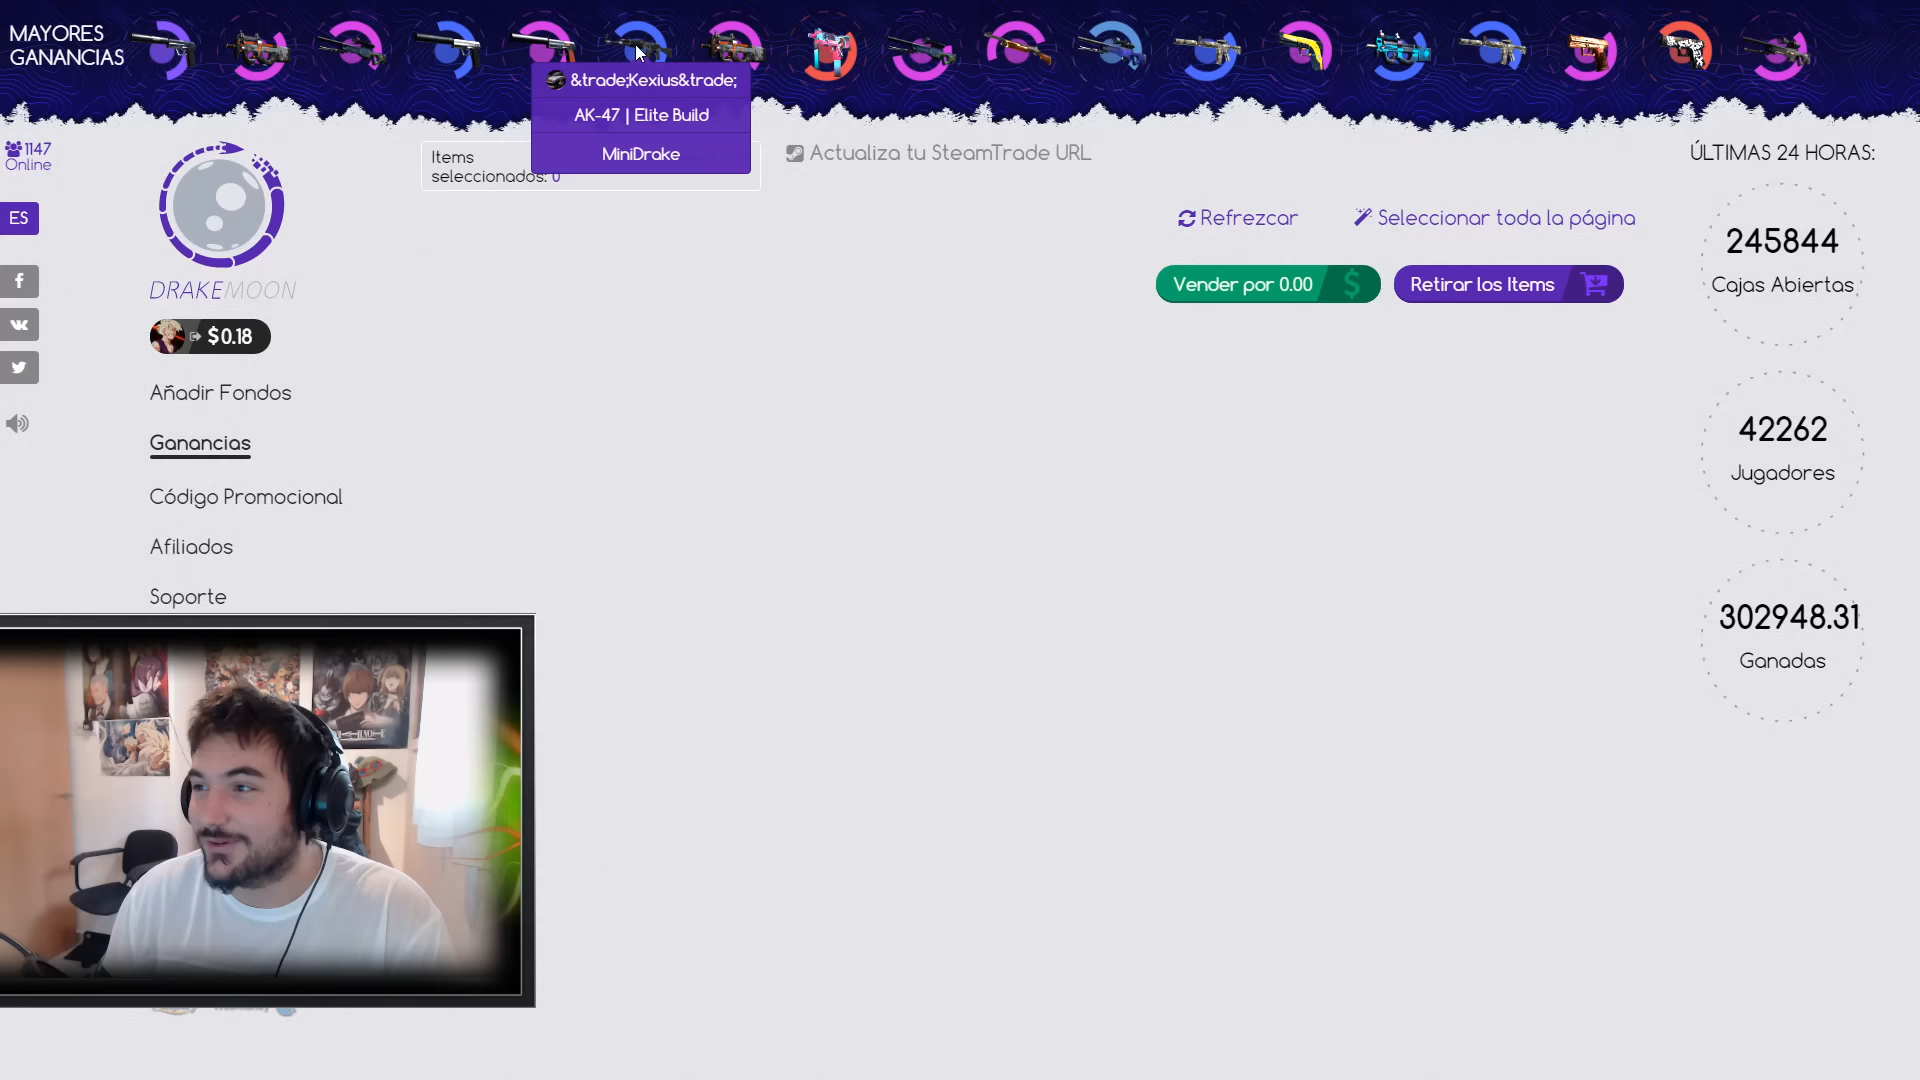 MAYORES
GANANCIAS
&trade;Kexius&trade;
AK-47 | Elite Build
MiniDrake
1147
Online
ES
DRAKEMOON
$0.18
Añadir Fondos
Ganancias
Código Promocional
Afiliados
Soporte
Items
seleccionados: 0
Actualiza tu SteamTrade URL
Refrezcar
Seleccionar toda la página
Vender por 0.00
Retirar los Items
ÚLTIMAS 24 HORAS:
245844
Cajas Abiertas
42262
Jugadores
302948.31
Ganadas